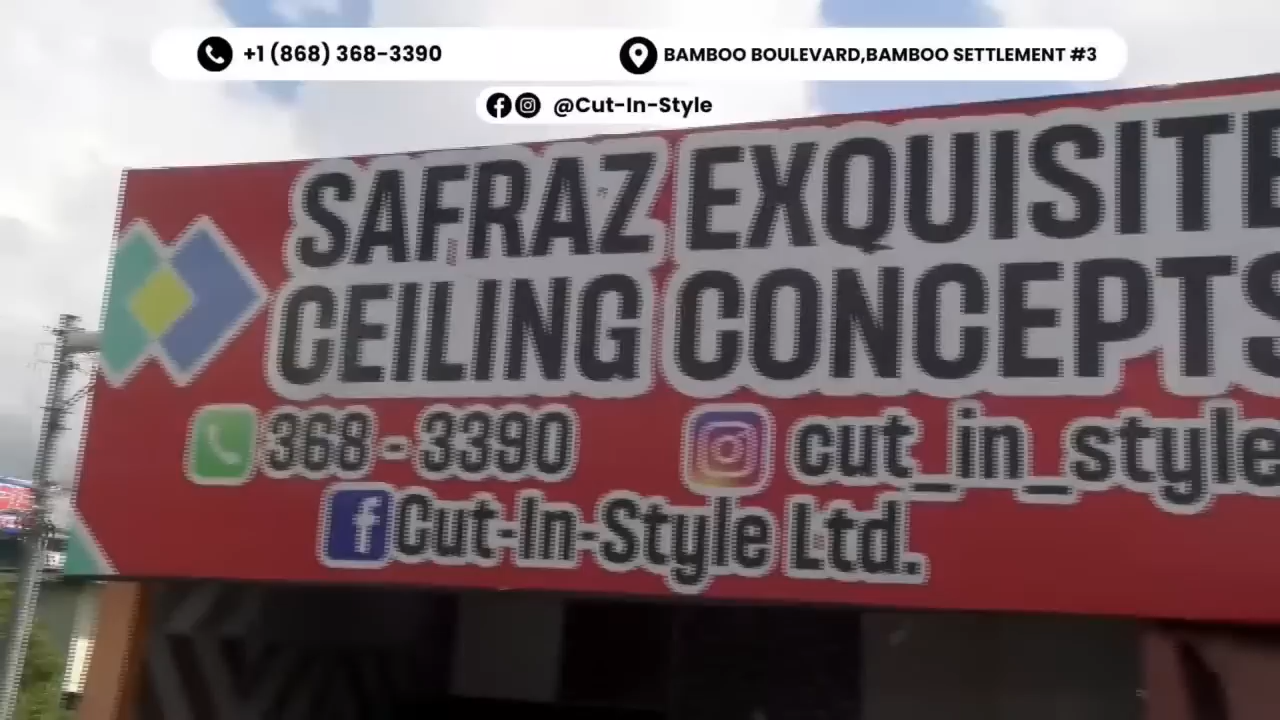 +1 (868) 368-3390
BAMBOO BOULEVARD,BAMBOO SETTLEMENT #3
@Cut-In-Style
SAFRAZ EXQUISITE
CEILING CONCEPTS
368-3390
cut_in_style
Cut-In-Style Ltd.